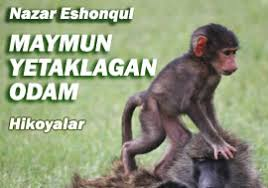 Nazar Eshonqul
MAYMUN
YETAKLAGAN
ODAM
Hikoyalar